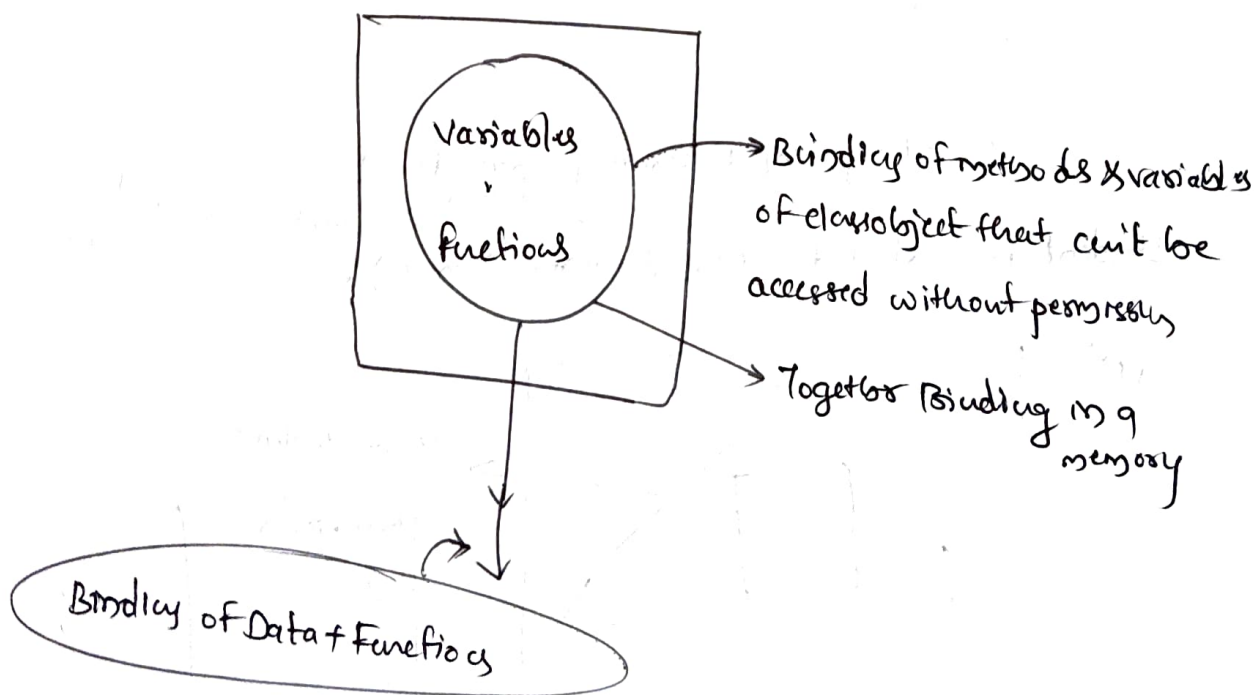 Variables
,
functions
Binding of methods & variables
of class object that can't be
accessed without permission
Together Binding in a
memory
Binding of Data + Functions